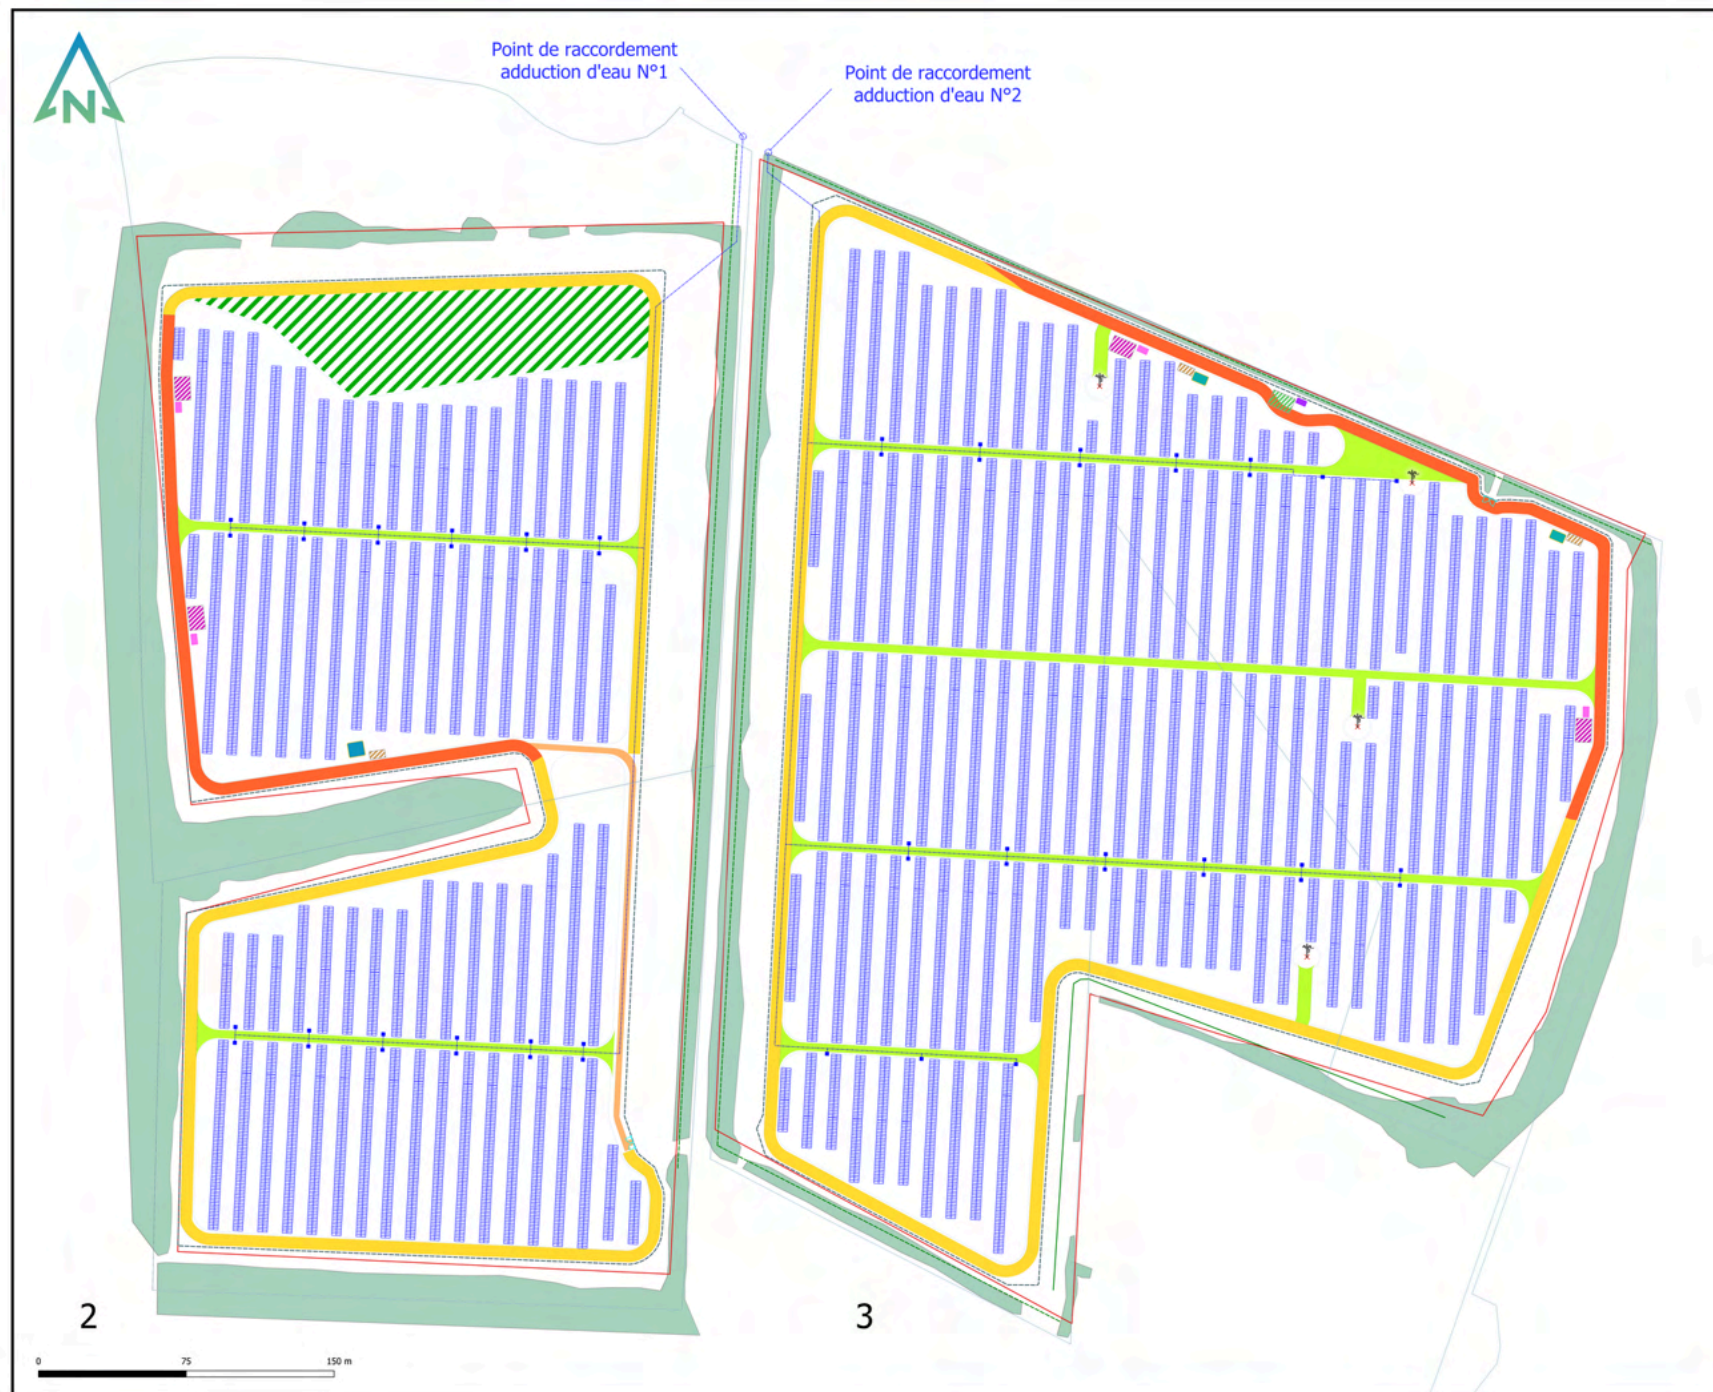 Point de raccordement
adduction d'eau N°1
Point de raccordement
adduction d'eau N°2
N
2
3
0 75 150 m